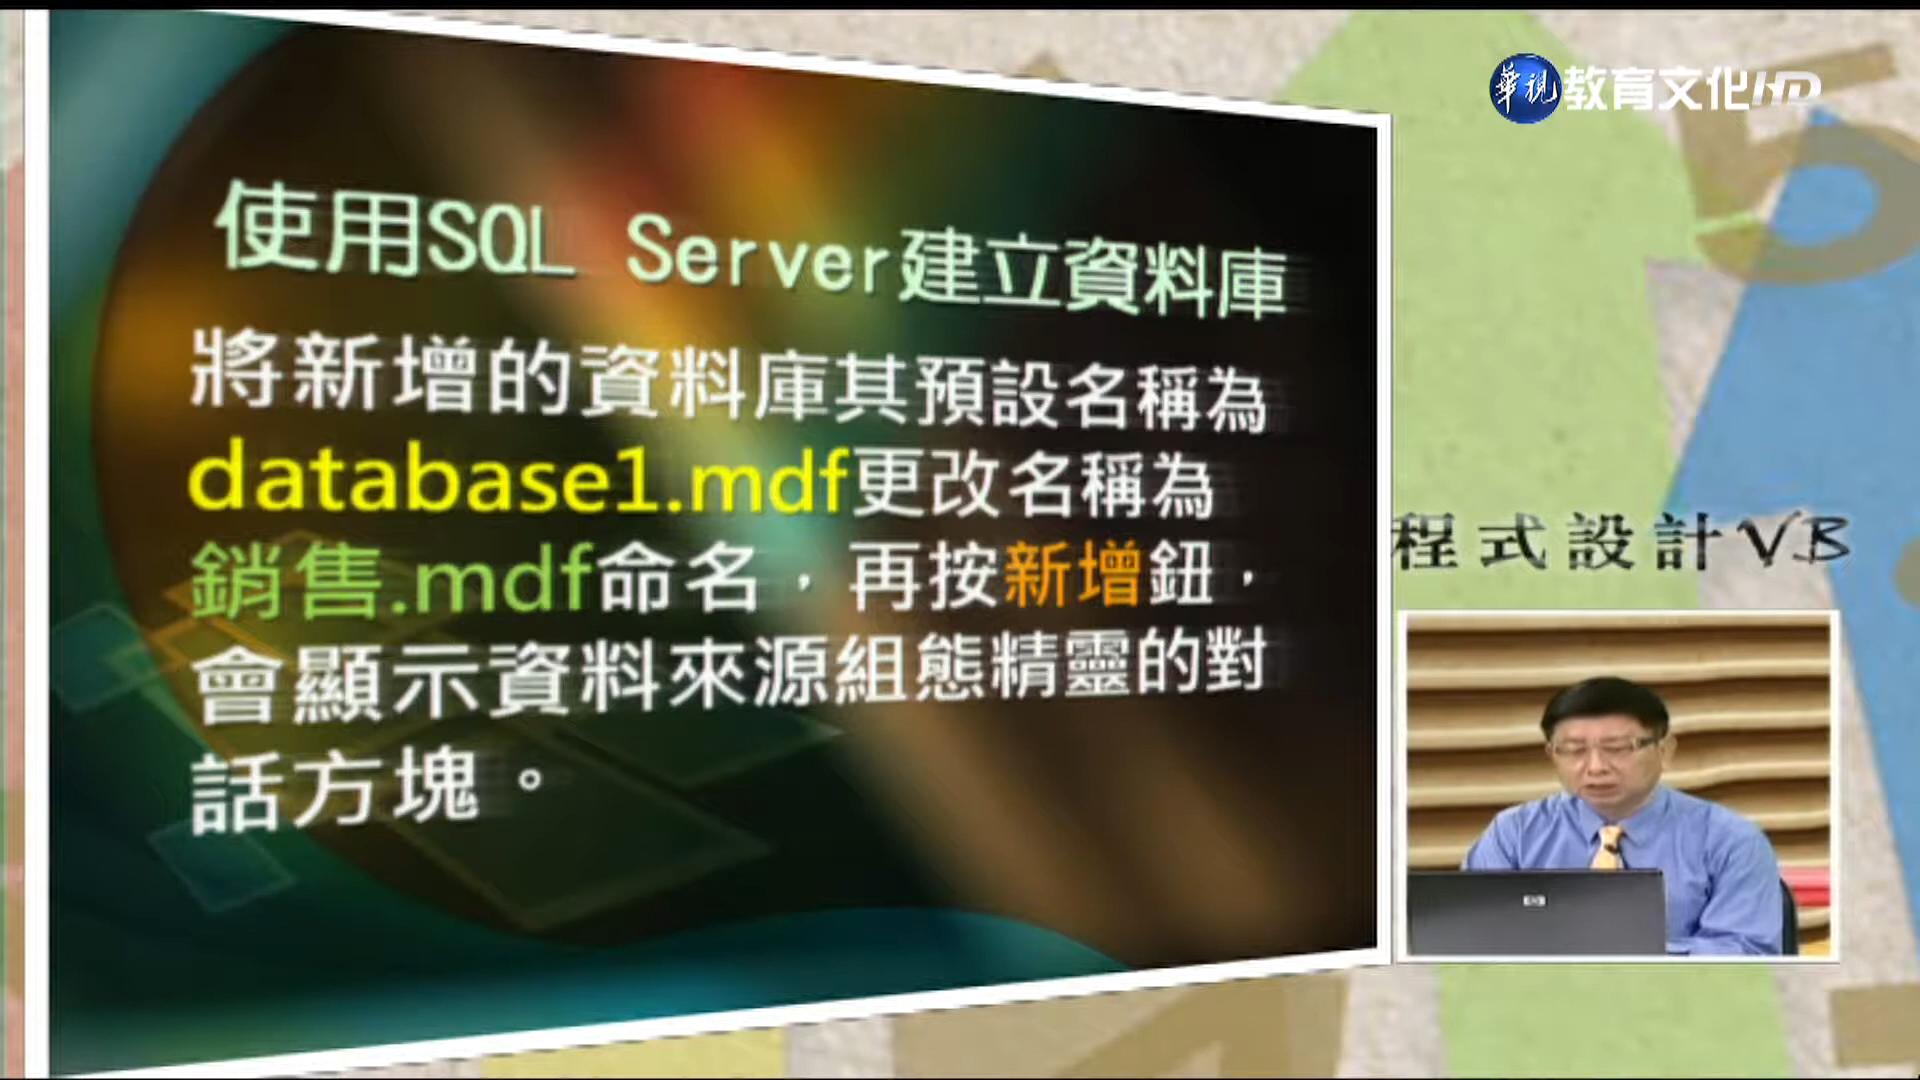 華視 教育文化HD
使用SQL Server建立資料庫
將新增的資料庫其預設名稱為
database1.mdf更改名稱為
銷售.mdf命名，再按新增鈕，
會顯示資料來源組態精靈的對
話方塊。
程式設計VB
hp